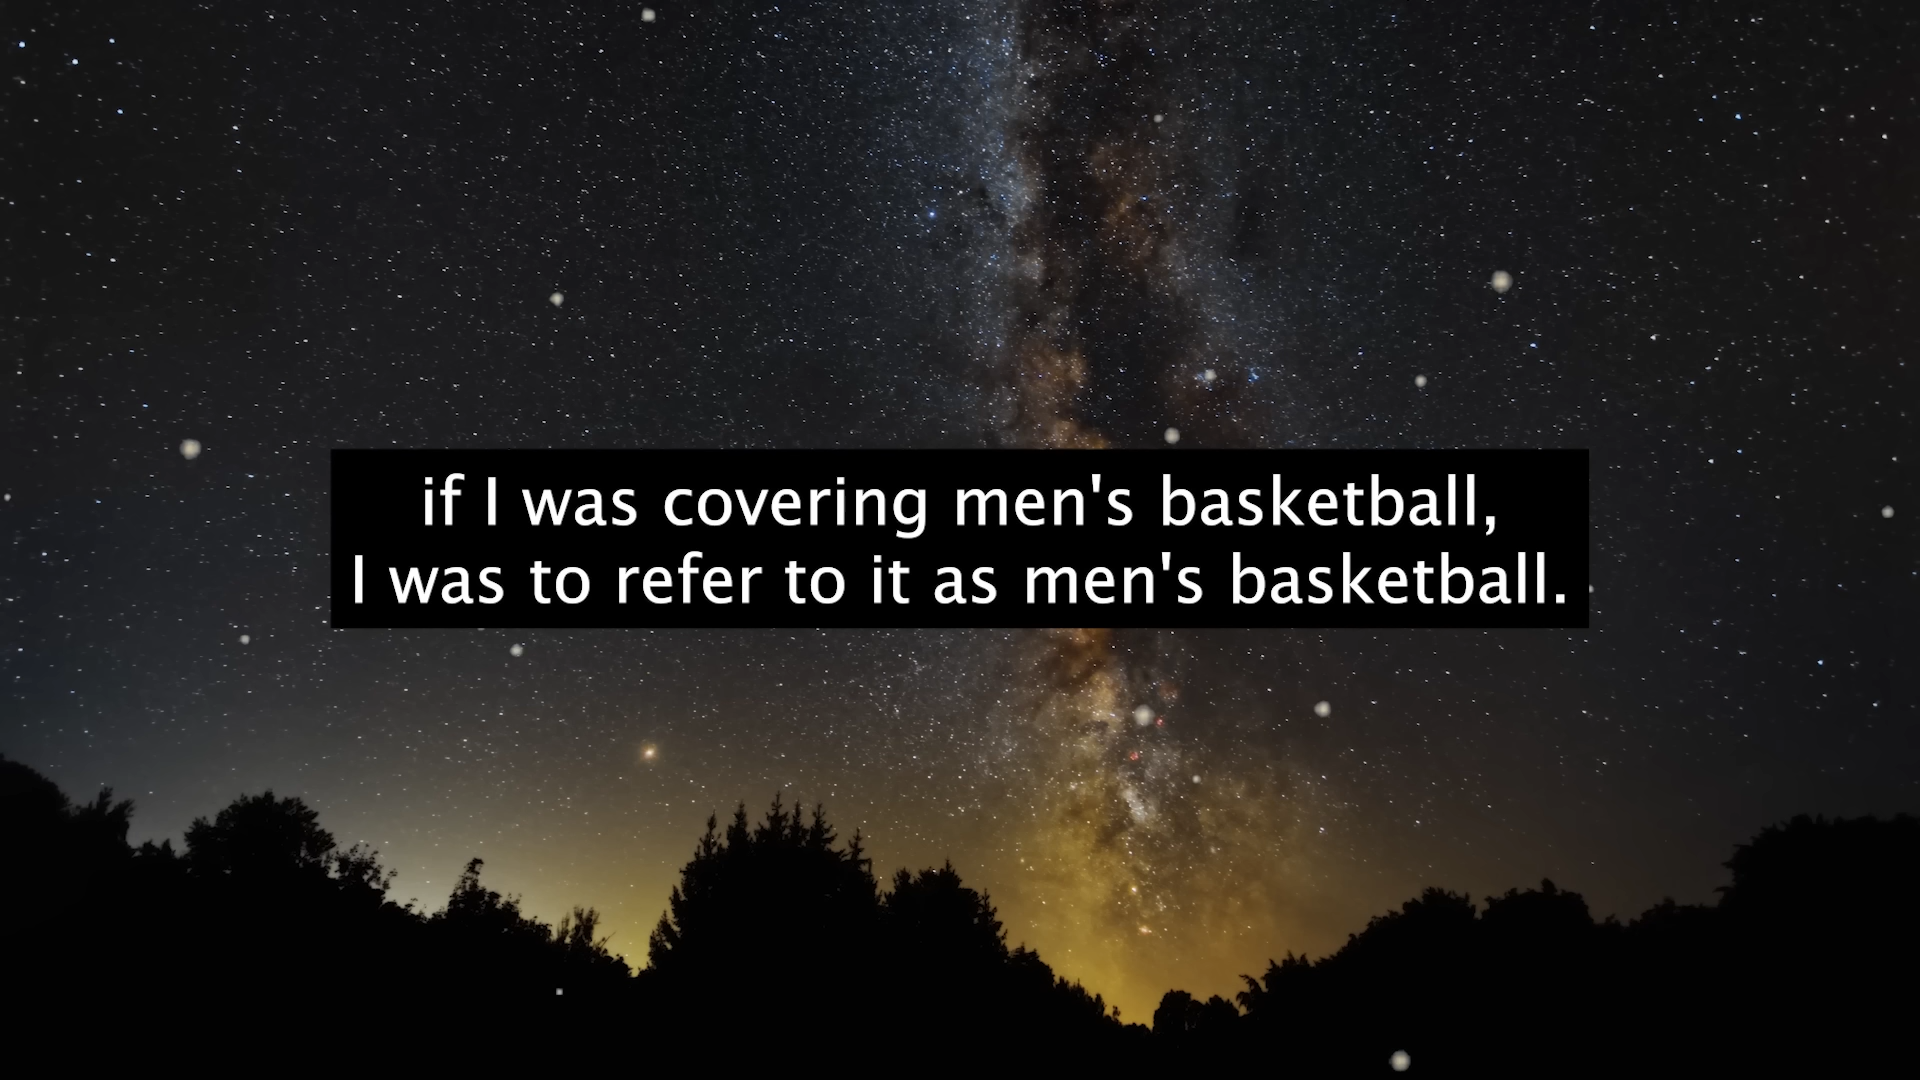 if I was covering men's basketball,
I was to refer to it as men's basketball.